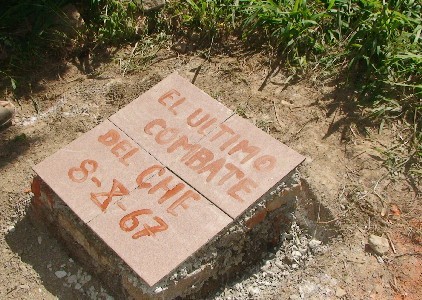 EL ULTIMO
COMBATE
DEL CHE
8-X-67